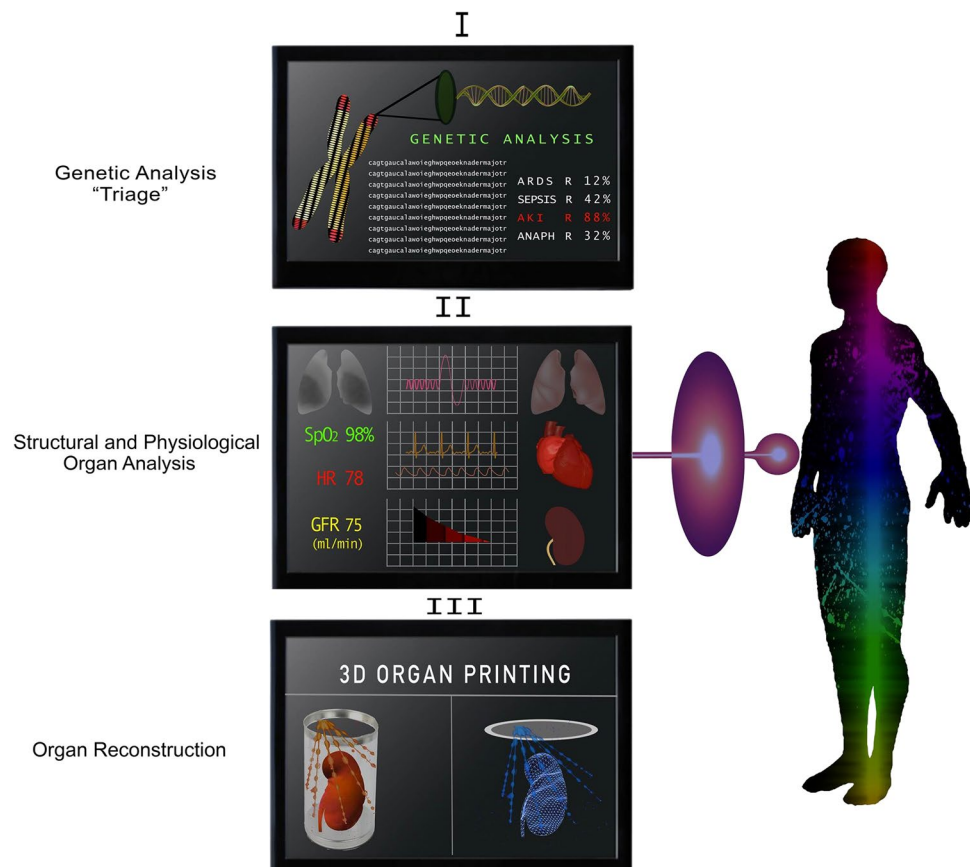 I
GENETIC ANALYSIS
cagtgaucalawoieghwpqeoeknadermajotr
cagtgaucalawoieghwpqeoeknadermajotr
cagtgaucalawoieghwpqeoeknadermajotr
cagtgaucalawoieghwpqeoeknadermajotr
cagtgaucalawoieghwpqeoeknadermajotr
cagtgaucalawoieghwpqeoeknadermajotr
cagtgaucalawoieghwpqeoeknadermajotr
cagtgaucalawoieghwpqeoeknadermajotr
cagtgaucalawoieghwpqeoeknadermajotr
ARDS R 12%
SEPSIS R 42%
AKI R 88%
ANAPH R 32%
Genetic Analysis
“Triage”
II
SpO₂ 98%
HR 78
GFR 75
(ml/min)
Structural and Physiological
Organ Analysis
III
3D ORGAN PRINTING
Organ Reconstruction